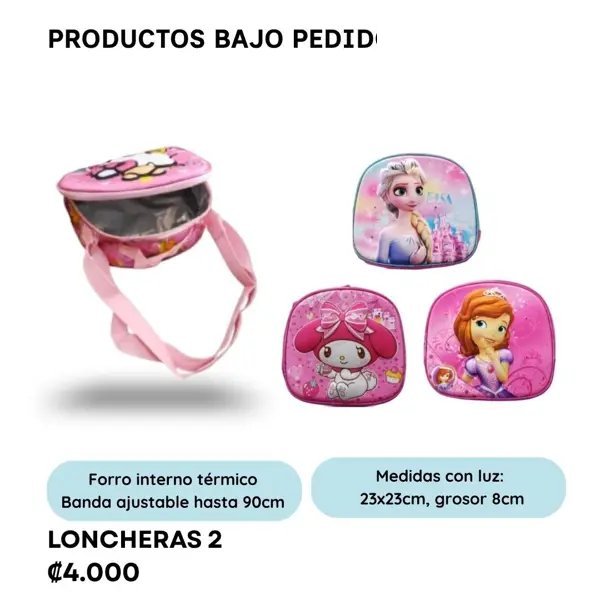 PRODUCTOS BAJO PEDIDO
Forro interno térmico
Banda ajustable hasta 90cm
Medidas con luz:
23x23cm, grosor 8cm
LONCHERAS 2
₡4.000